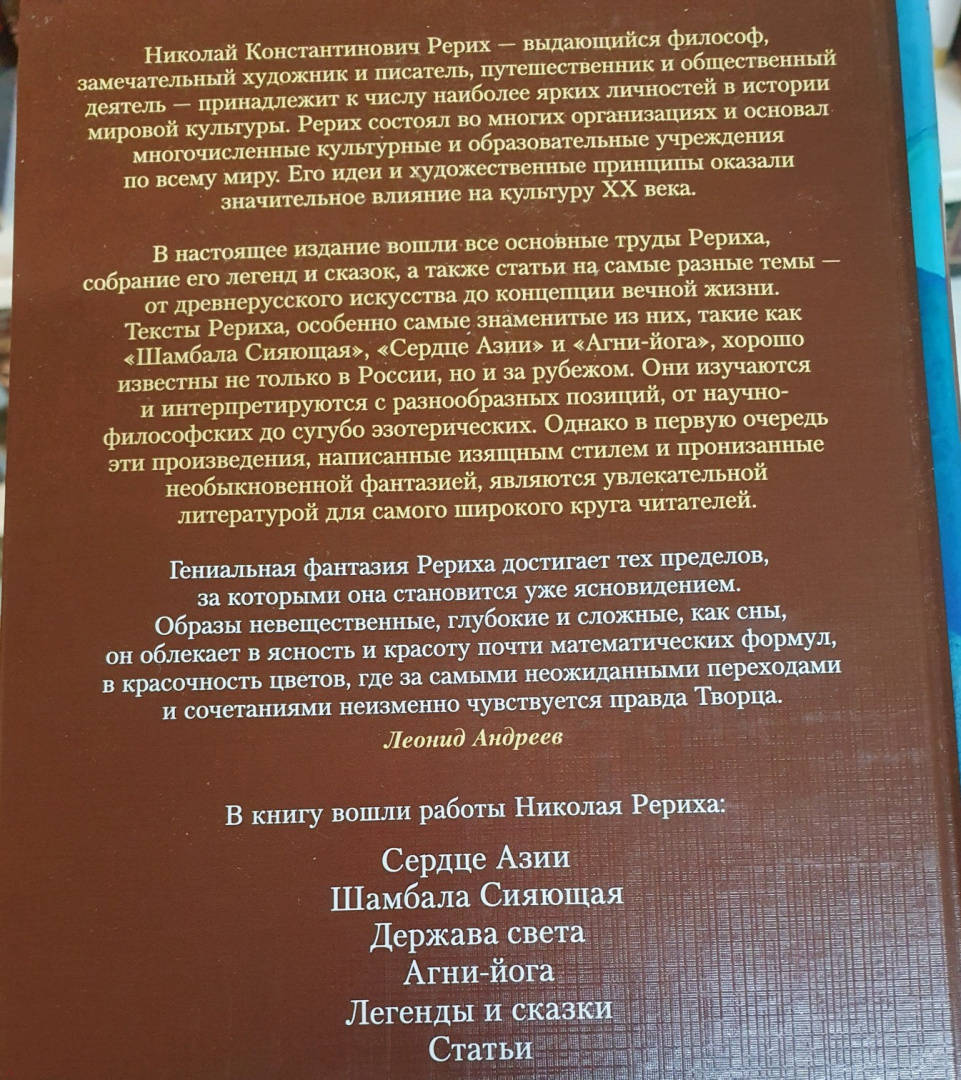 Николай Константинович Рерих — выдающийся философ,
замечательный художник и писатель, путешественник и общественный
деятель — принадлежит к числу наиболее ярких личностей в истории
мировой культуры. Рерих состоял во многих организациях и основал
многочисленные культурные и образовательные учреждения
по всему миру. Его идеи и художественные принципы оказали
значительное влияние на культуру XX века.
В настоящее издание вошли все основные труды Рериха,
собрание его легенд и сказок, а также статьи на самые разные темы —
от древнерусского искусства до концепции вечной жизни.
Тексты Рериха, особенно самые знаменитые из них, такие как
«Шамбала Сияющая», «Сердце Азии» и «Агни-йога», хорошо
известны не только в России, но и за рубежом. Они изучаются
и интерпретируются с разнообразных позиций, от научно-
философских до сугубо эзотерических. Однако в первую очередь
эти произведения, написанные изящным стилем и пронизанные
необыкновенной фантазией, являются увлекательной
литературой для самого широкого круга читателей.
Гениальная фантазия Рериха достигает тех пределов,
за которыми она становится уже ясновидением.
Образы невещественные, глубокие и сложные, как сны,
он облекает в ясность и красоту почти математических формул,
в красочность цветов, где за самыми неожиданными переходами
и сочетаниями неизменно чувствуется правда Творца.
Леонид Андреев
В книгу вошли работы Николая Рериха:
Сердце Азии
Шамбала Сияющая
Держава света
Агни-йога
Легенды и сказки
Статьи